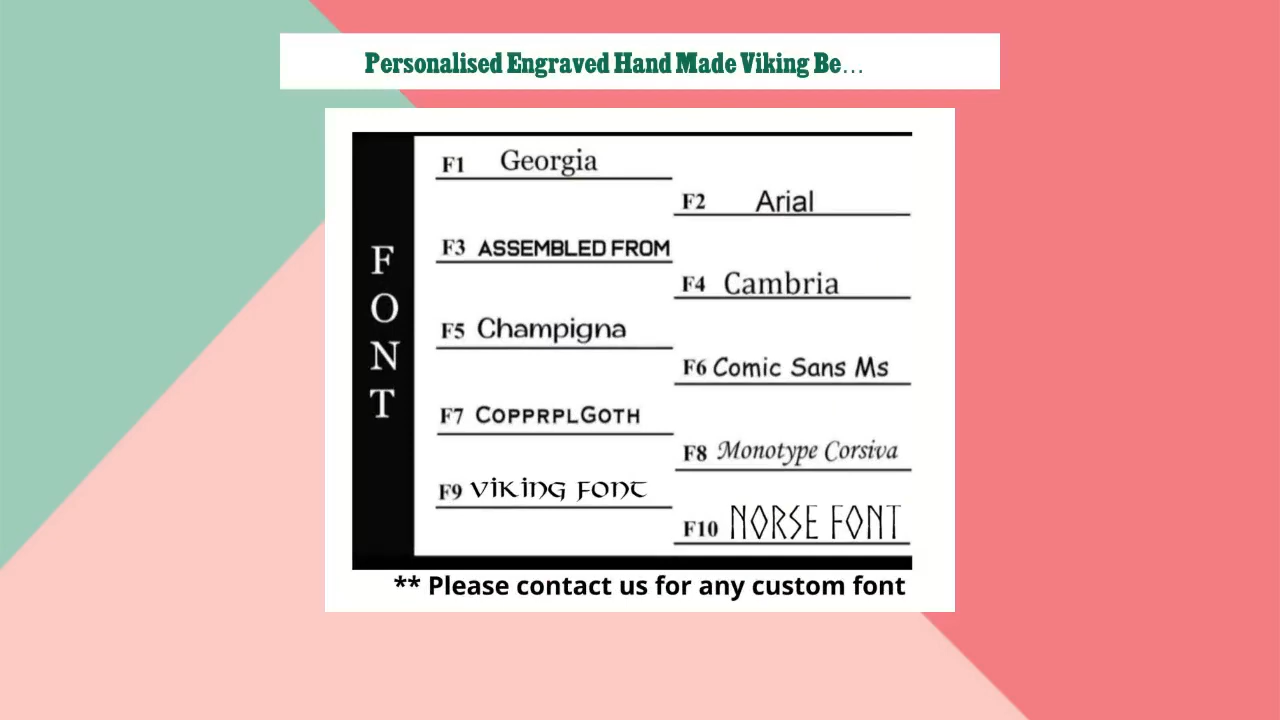 Personalised Engraved Hand Made Viking Be...
FONT
F1 Georgia
F2 Arial
F3 ASSEMBLED FROM
F4 Cambria
F5 Champigna
F6 Comic Sans Ms
F7 COPPRPLGOTH
F8 Monotype Corsiva
F9 VIKING FONT
F10 NORSE FONT
** Please contact us for any custom font